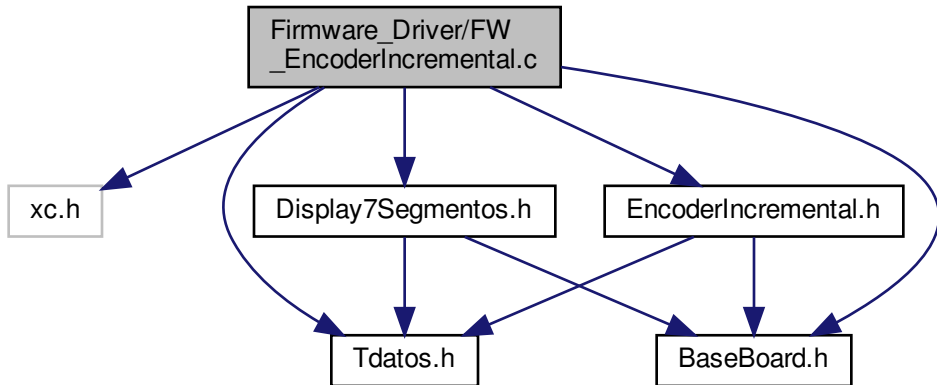 Firmware_Driver/FW
_EncoderIncremental.c
xc.h
Display7Segmentos.h
EncoderIncremental.h
Tdatos.h
BaseBoard.h